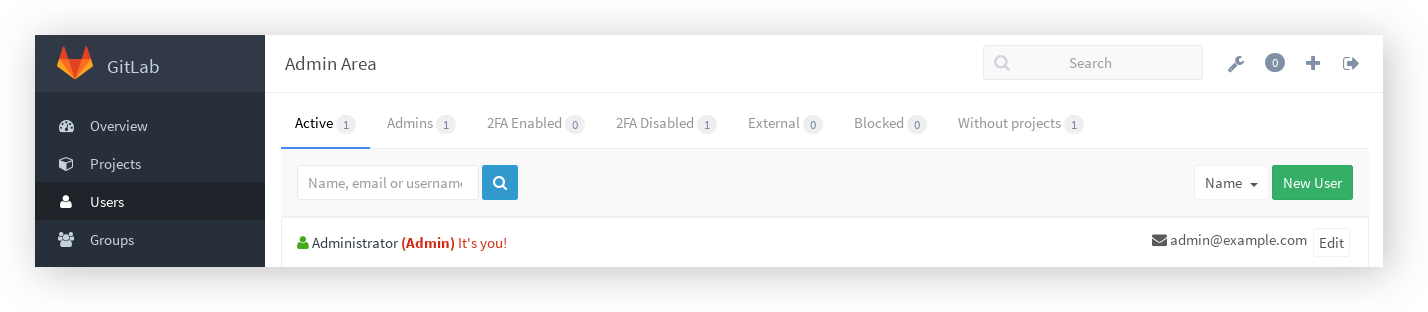 GitLab
Admin Area
Search
0
Overview
Projects
Users
Groups
Active 1 Admins 1 2FA Enabled 0 2FA Disabled 1 External 0 Blocked 0 Without projects 1
Name, email or username Name New User
Administrator (Admin) It's you! admin@example.com Edit